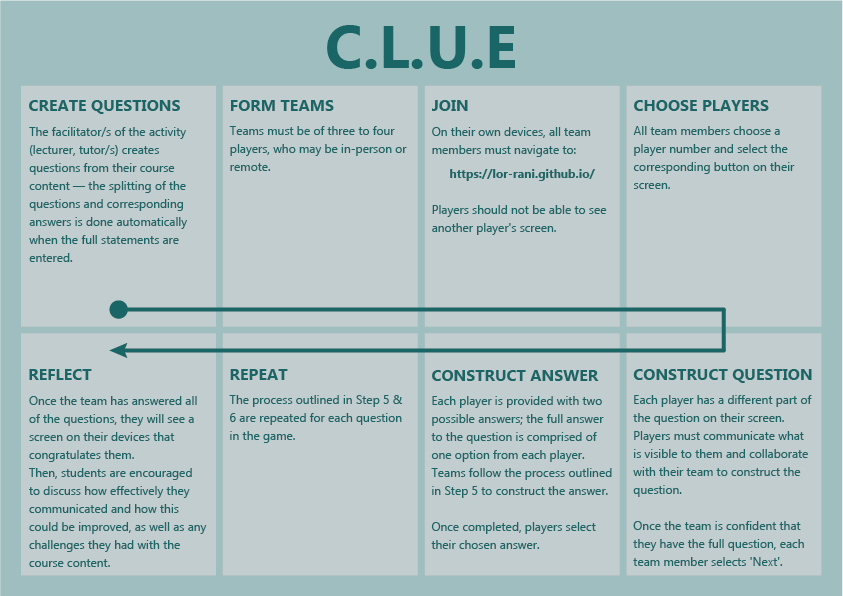 C.L.U.E
CREATE QUESTIONS
The facilitator/s of the activity
(lecturer, tutor/s) creates
questions from their course
content — the splitting of the
questions and corresponding
answers is done automatically
when the full statements are
entered.
FORM TEAMS
Teams must be of three to four
players, who may be in-person or
remote.
JOIN
On their own devices, all team
members must navigate to:
https://lor-rani.github.io/
Players should not be able to see
another player's screen.
CHOOSE PLAYERS
All team members choose a
player number and select the
corresponding button on their
screen.
CONSTRUCT QUESTION
Each player has a different part of
the question on their screen.
Players must communicate what
is visible to them and collaborate
with their team to construct the
question.
Once the team is confident that
they have the full question, each
team member selects 'Next'.
CONSTRUCT ANSWER
Each player is provided with two
possible answers; the full answer
to the question is comprised of
one option from each player.
Teams follow the process outlined
in Step 5 to construct the answer.
Once completed, players select
their chosen answer.
REPEAT
The process outlined in Step 5 &
6 are repeated for each question
in the game.
REFLECT
Once the team has answered all
of the questions, they will see a
screen on their devices that
congratulates them.
Then, students are encouraged
to discuss how effectively they
communicated and how this
could be improved, as well as any
challenges they had with the
course content.